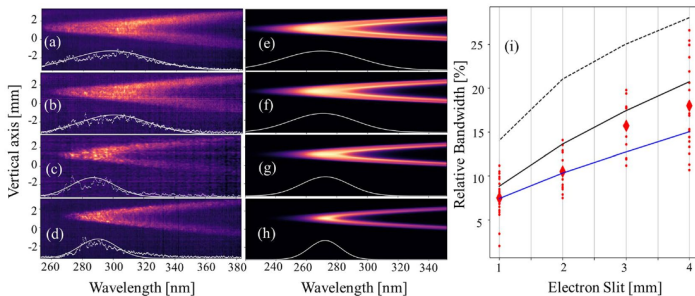 (a)
(b)
(c)
(d)
(e)
(f)
(g)
(h)
(i)
Vertical axis [mm]
2
0
-2
2
0
-2
2
0
-2
2
0
-2
260 280 300 320 340 360 380
Wavelength [nm]
240 260 280 300 320 340
Wavelength [nm]
Relative Bandwidth [%]
25
20
15
10
5
1 2 3 4
Electron Slit [mm]